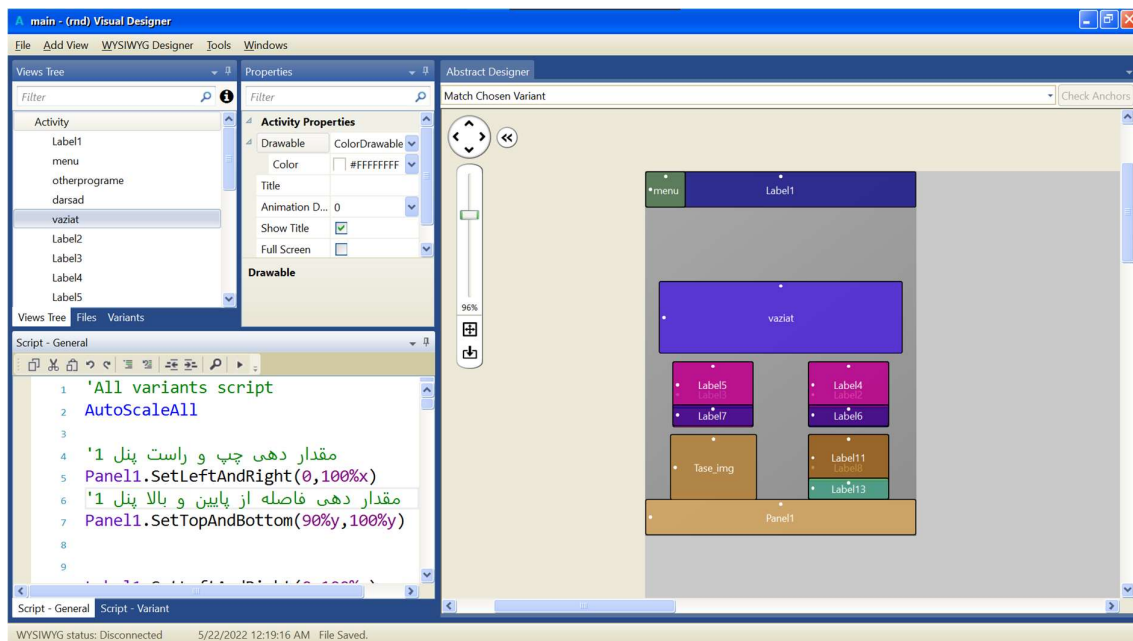 A main - (rnd) Visual Designer
File Add View WYSIWYG Designer Tools Windows
Views Tree
Filter
Activity
Label1
menu
otherprograme
darsad
vaziat
Label2
Label3
Label4
Label5
Views Tree Files Variants
Properties
Filter
Activity Properties
Drawable ColorDrawable
Color #FFFFFFFF
Title
Animation D... 0
Show Title
Full Screen
Drawable
Script - General
1 'All variants script
2 AutoScaleAll
3
4 'مقدار دهی چپ و راست پنل 1
5 Panel1.SetLeftAndRight(0,100%x)
6 'مقدار دهی فاصله از پایین و بالا پنل 1
7 Panel1.SetTopAndBottom(90%y,100%y)
8
9
Script - General Script - Variant
Abstract Designer
Match Chosen Variant Check Anchors
96%
menu Label1
vaziat
Label5 Label4
Label3 Label2
Label7 Label6
Tase_img Label11
Label8
Label13
Panel1
WYSIWYG status: Disconnected 5/22/2022 12:19:16 AM File Saved.